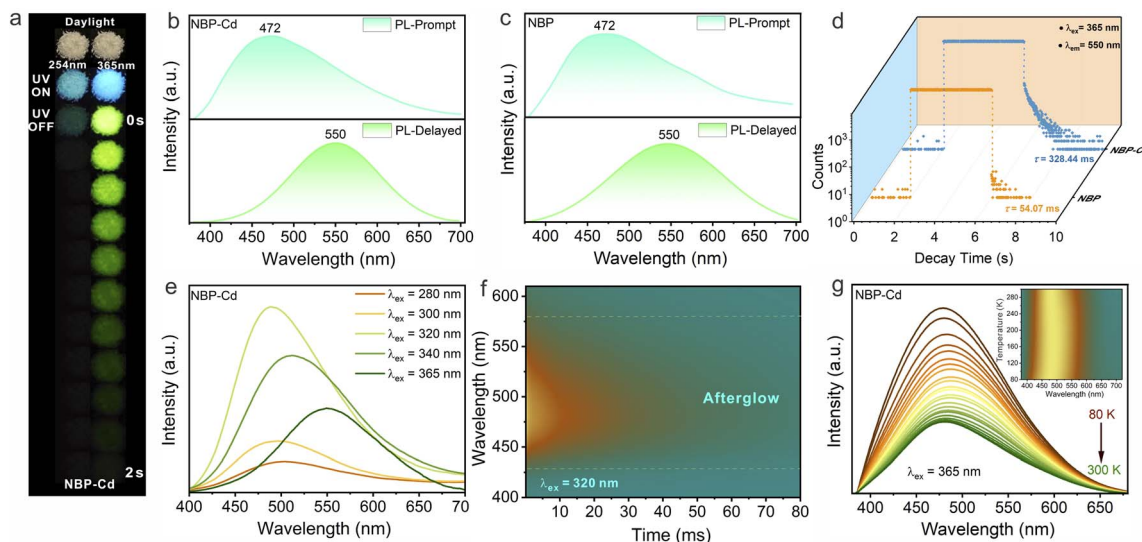 a
Daylight
254nm 365nm
UV
ON
UV
OFF
0s
2s
NBP-Cd
b
NBP-Cd
472
PL-Prompt
550
PL-Delayed
Intensity (a.u.)
400 450 500 550 600 650 700
Wavelength (nm)
c
NBP
472
PL-Prompt
550
PL-Delayed
Intensity (a.u.)
400 450 500 550 600 650 700
Wavelength (nm)
d
• λex = 365 nm
• λem = 550 nm
Counts
10³
10²
10¹
10⁰
NBP-C
τ = 328.44 ms
NBP
τ = 54.07 ms
0 2 4 6 8 10
Decay Time (s)
e
NBP-Cd
λex = 280 nm
λex = 300 nm
λex = 320 nm
λex = 340 nm
λex = 365 nm
Intensity (a.u.)
400 450 500 550 600 650 70
Wavelength (nm)
f
Wavelength (nm)
600
550
500
450
400
Afterglow
λex = 320 nm
10 20 30 40 50 60 70 80
Time (ms)
g
NBP-Cd
Intensity (a.u.)
Temperature (K)
280
240
200
160
120
80
400 450 500 550 600 650 700
Wavelength (nm)
80 K
300 K
λex = 365 nm
400 450 500 550 600 650
Wavelength (nm)